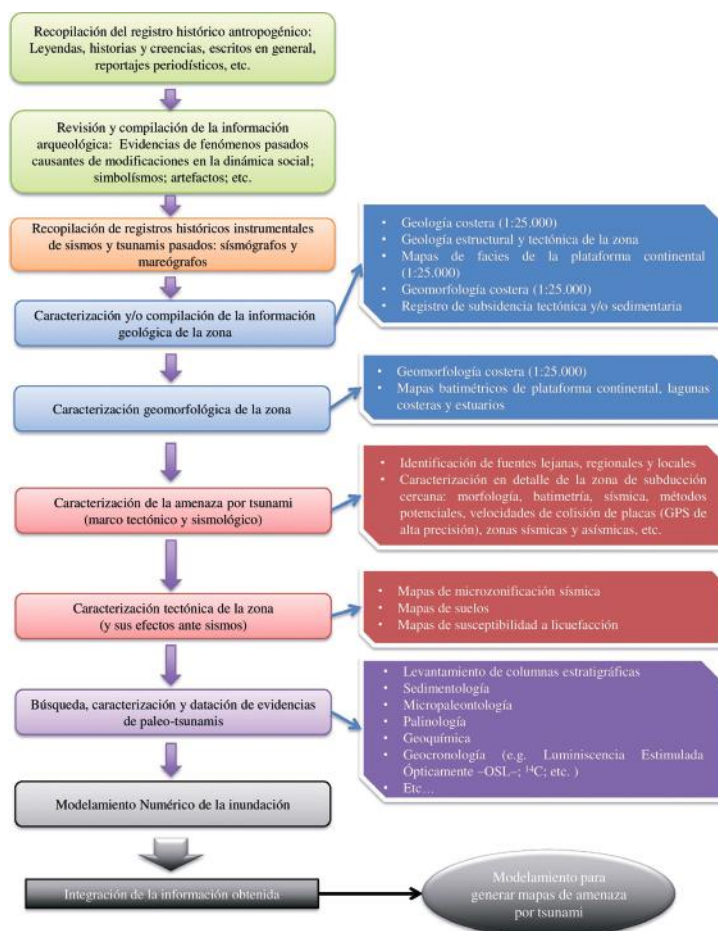 Recopilación del registro histórico antropogénico:
Leyendas, historias y creencias, escritos en general,
reportajes periodísticos, etc.
Revisión y compilación de la información
arqueológica: Evidencias de fenómenos pasados
causantes de modificaciones en la dinámica social;
simbolísmos; artefactos; etc.
Recopilación de registros históricos instrumentales
de sismos y tsunamis pasados: sísmógrafos y
mareógrafos
Caracterización y/o compilación de la información
geológica de la zona
• Geología costera (1:25.000)
• Geología estructural y tectónica de la zona
• Mapas de facies de la plataforma continental
(1:25.000)
• Geomorfología costera (1:25.000)
• Registro de subsidencia tectónica y/o sedimentaria
Caracterización geomorfológica de la zona
• Geomorfología costera (1:25.000)
• Mapas batimétricos de plataforma continental, lagunas
costeras y estuarios
Caracterización de la amenaza por tsunami
(marco tectónico y sismológico)
• Identificación de fuentes lejanas, regionales y locales
• Caracterización en detalle de la zona de subducción
cercana: morfología, batimetría, sísmica, métodos
potenciales, velocidades de colisión de placas (GPS de
alta precisión), zonas sísmicas y asísmicas, etc.
Caracterización tectónica de la zona
(y sus efectos ante sismos)
• Mapas de microzonificación sísmica
• Mapas de suelos
• Mapas de susceptibilidad a licuefacción
Búsqueda, caracterización y datación de evidencias
de paleo-tsunamis
• Levantamiento de columnas estratigráficas
• Sedimentología
• Micropaleontología
• Palinología
• Geoquímica
• Geocronología (e.g. Luminiscencia Estimulada
Ópticamente –OSL–; ¹⁴C; etc. )
• Etc…
Modelamiento Numérico de la inundación
Integración de la información obtenida
Modelamiento para
generar mapas de amenaza
por tsunami